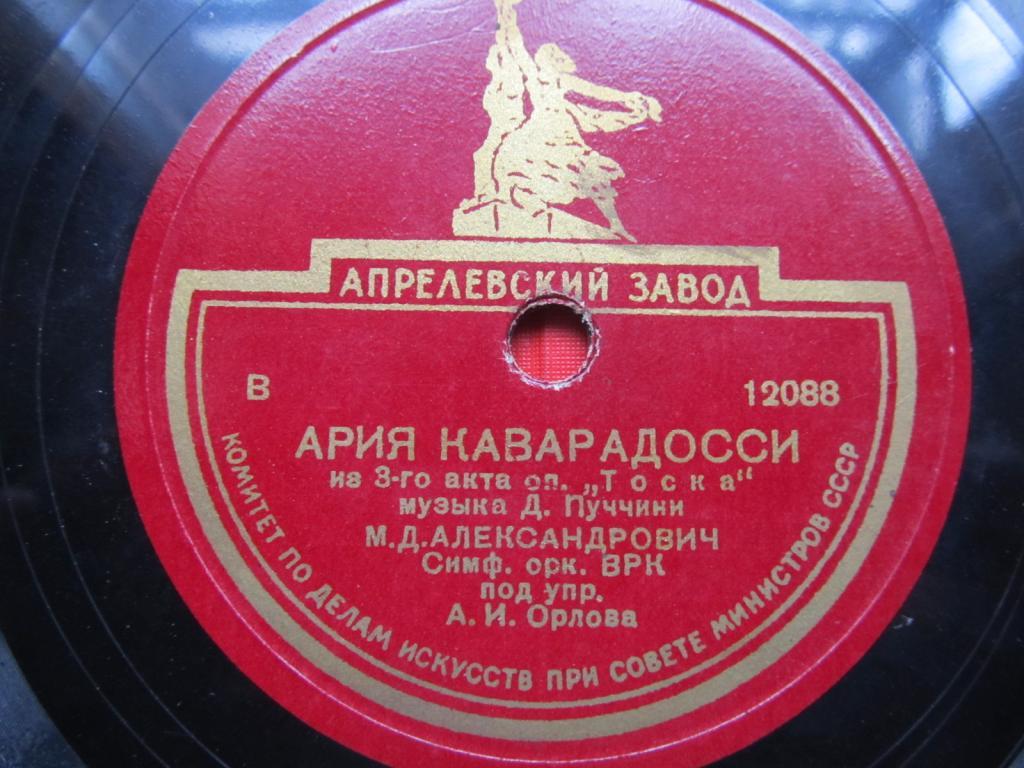 АПРЕЛЕВСКИЙ ЗАВОД
В 12088
АРИЯ КАВАРАДОССИ
из 3-го акта оп. „Тоска“
музыка Д. Пуччини
М.Д.АЛЕКСАНДРОВИЧ
Симф. орк. ВРК
под упр.
А. И. Орлова
КОМИТЕТ ПО ДЕЛАМ ИСКУССТВ ПРИ СОВЕТЕ МИНИСТРОВ СССР